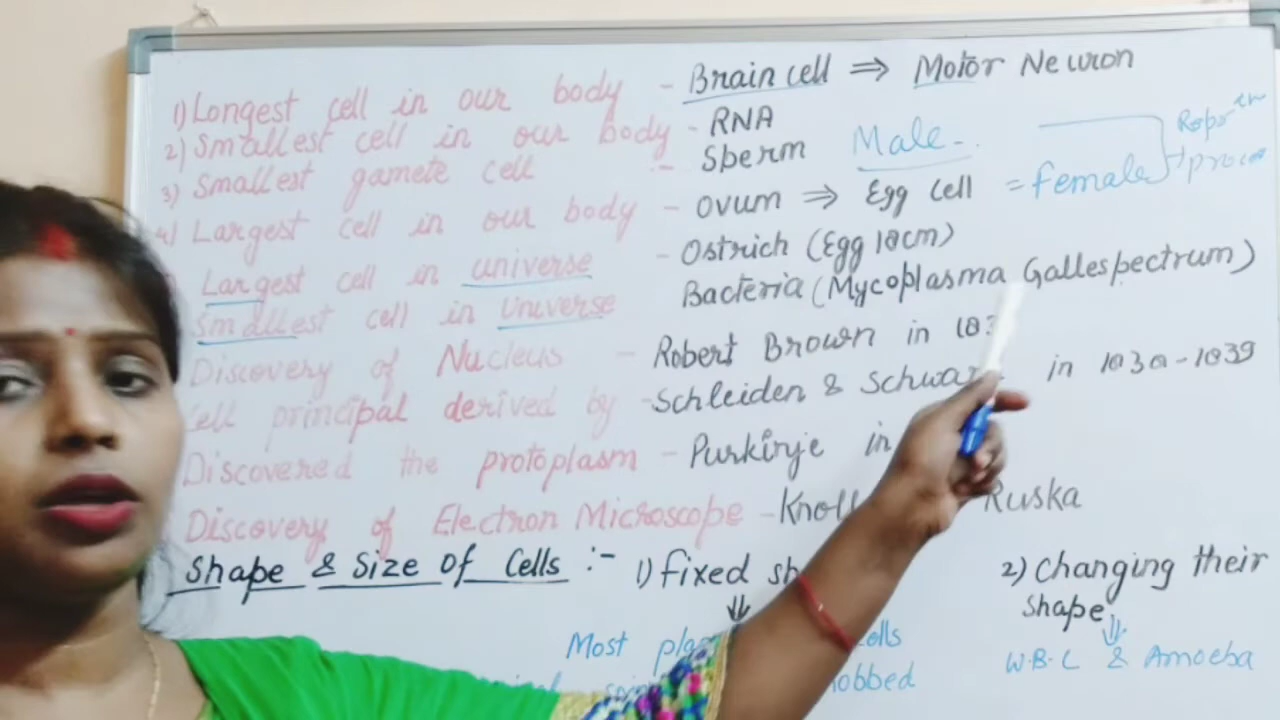 1) Longest cell in our body - Brain cell ⇒ Motor Neuron
2) Smallest cell in our body - RNA
3) Smallest gamete cell :- Sperm Male -
4) Largest cell in our body - Ovum ⇒ Egg cell = female
Largest cell in universe - Ostrich (Egg 18cm)
Smallest cell in Universe Bacteria (Mycoplasma Gallespectrum)
Discovery of Nucleus - Robert Brown in
Cell principal derived by - Schleiden & in 1838-1839
Discovered the protoplasm - Purkinje in
Discovery of Electron Microscope - Knoll Ruska
Shape & Size Of Cells :- 1) fixed 2) Changing their
Shape
Most
W.B.C & Amoeba